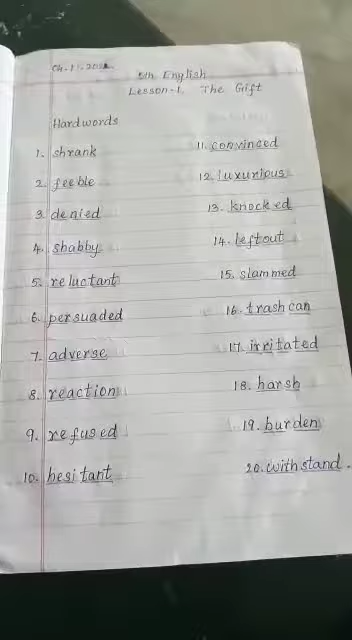 5th English
Lesson-1. The Gift
Hardwords
1. shrank
2. feeble
3. denied
4. shabby
5. reluctant
6. persuaded
7. adverse
8. reaction
9. refused
10. hesitant
11. convinced
12. luxurious
13. knocked
14. leftout
15. slammed
16. trash can
17. irritated
18. harsh
19. burden
20. withstand.